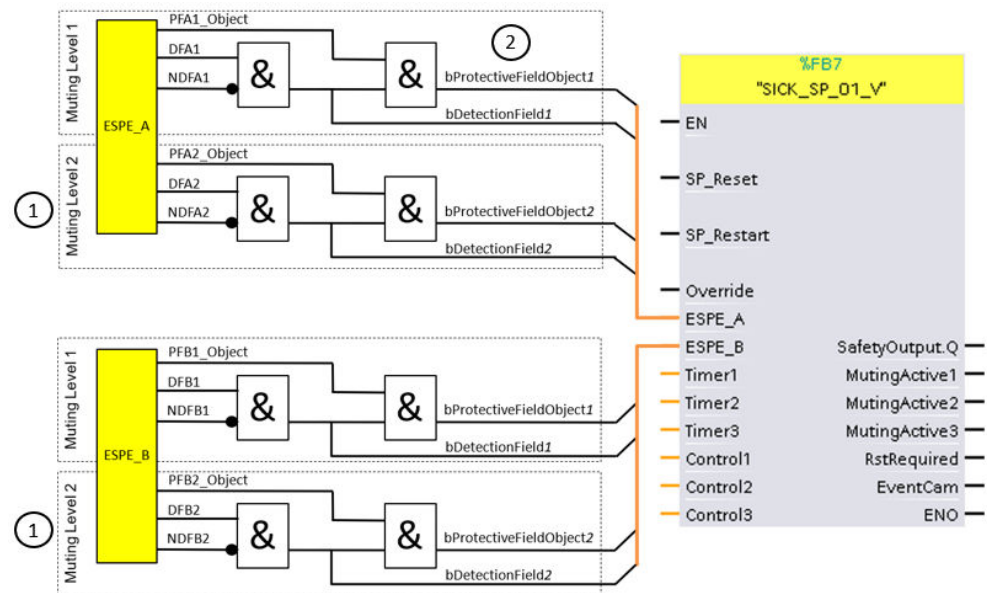 Muting Level 1
ESPE_A
PFA1_Object
DFA1
NDFA1
&
&
2
bProtectiveFieldObject1
bDetectionField1
1
Muting Level 2
PFA2_Object
DFA2
NDFA2
&
&
bProtectiveFieldObject2
bDetectionField2
Muting Level 1
ESPE_B
PFB1_Object
DFB1
NDFB1
&
&
bProtectiveFieldObject1
bDetectionField1
1
Muting Level 2
PFB2_Object
DFB2
NDFB2
&
&
bProtectiveFieldObject2
bDetectionField2
%FB7
"SICK_SP_01_V"
EN
SP_Reset
SP_Restart
Override
ESPE_A
ESPE_B
Timer1
Timer2
Timer3
Control1
Control2
Control3
SafetyOutput.Q
MutingActive1
MutingActive2
MutingActive3
RstRequired
EventCam
ENO